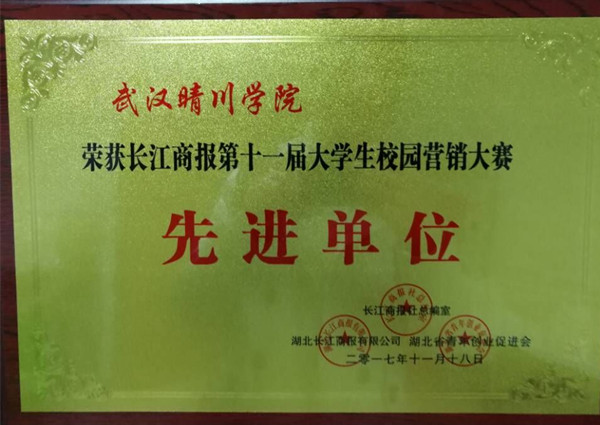 武汉晴川学院
荣获长江商报第十一届大学生校园营销大赛
先进单位
长江商报社总编室
湖北长江商报有限公司 湖北省青年创业促进会
二〇一七年十一月十八日